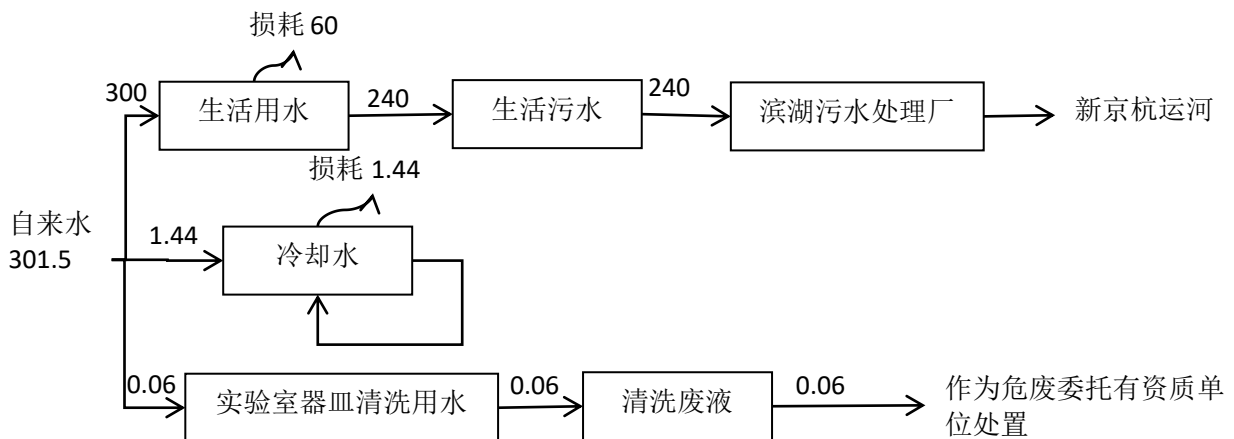 损耗 60
300
生活用水
240
生活污水
240
滨湖污水处理厂
新京杭运河
损耗 1.44
自来水
301.5
1.44
冷却水
0.06
实验室器皿清洗用水
0.06
清洗废液
0.06
作为危废委托有资质单
位处置